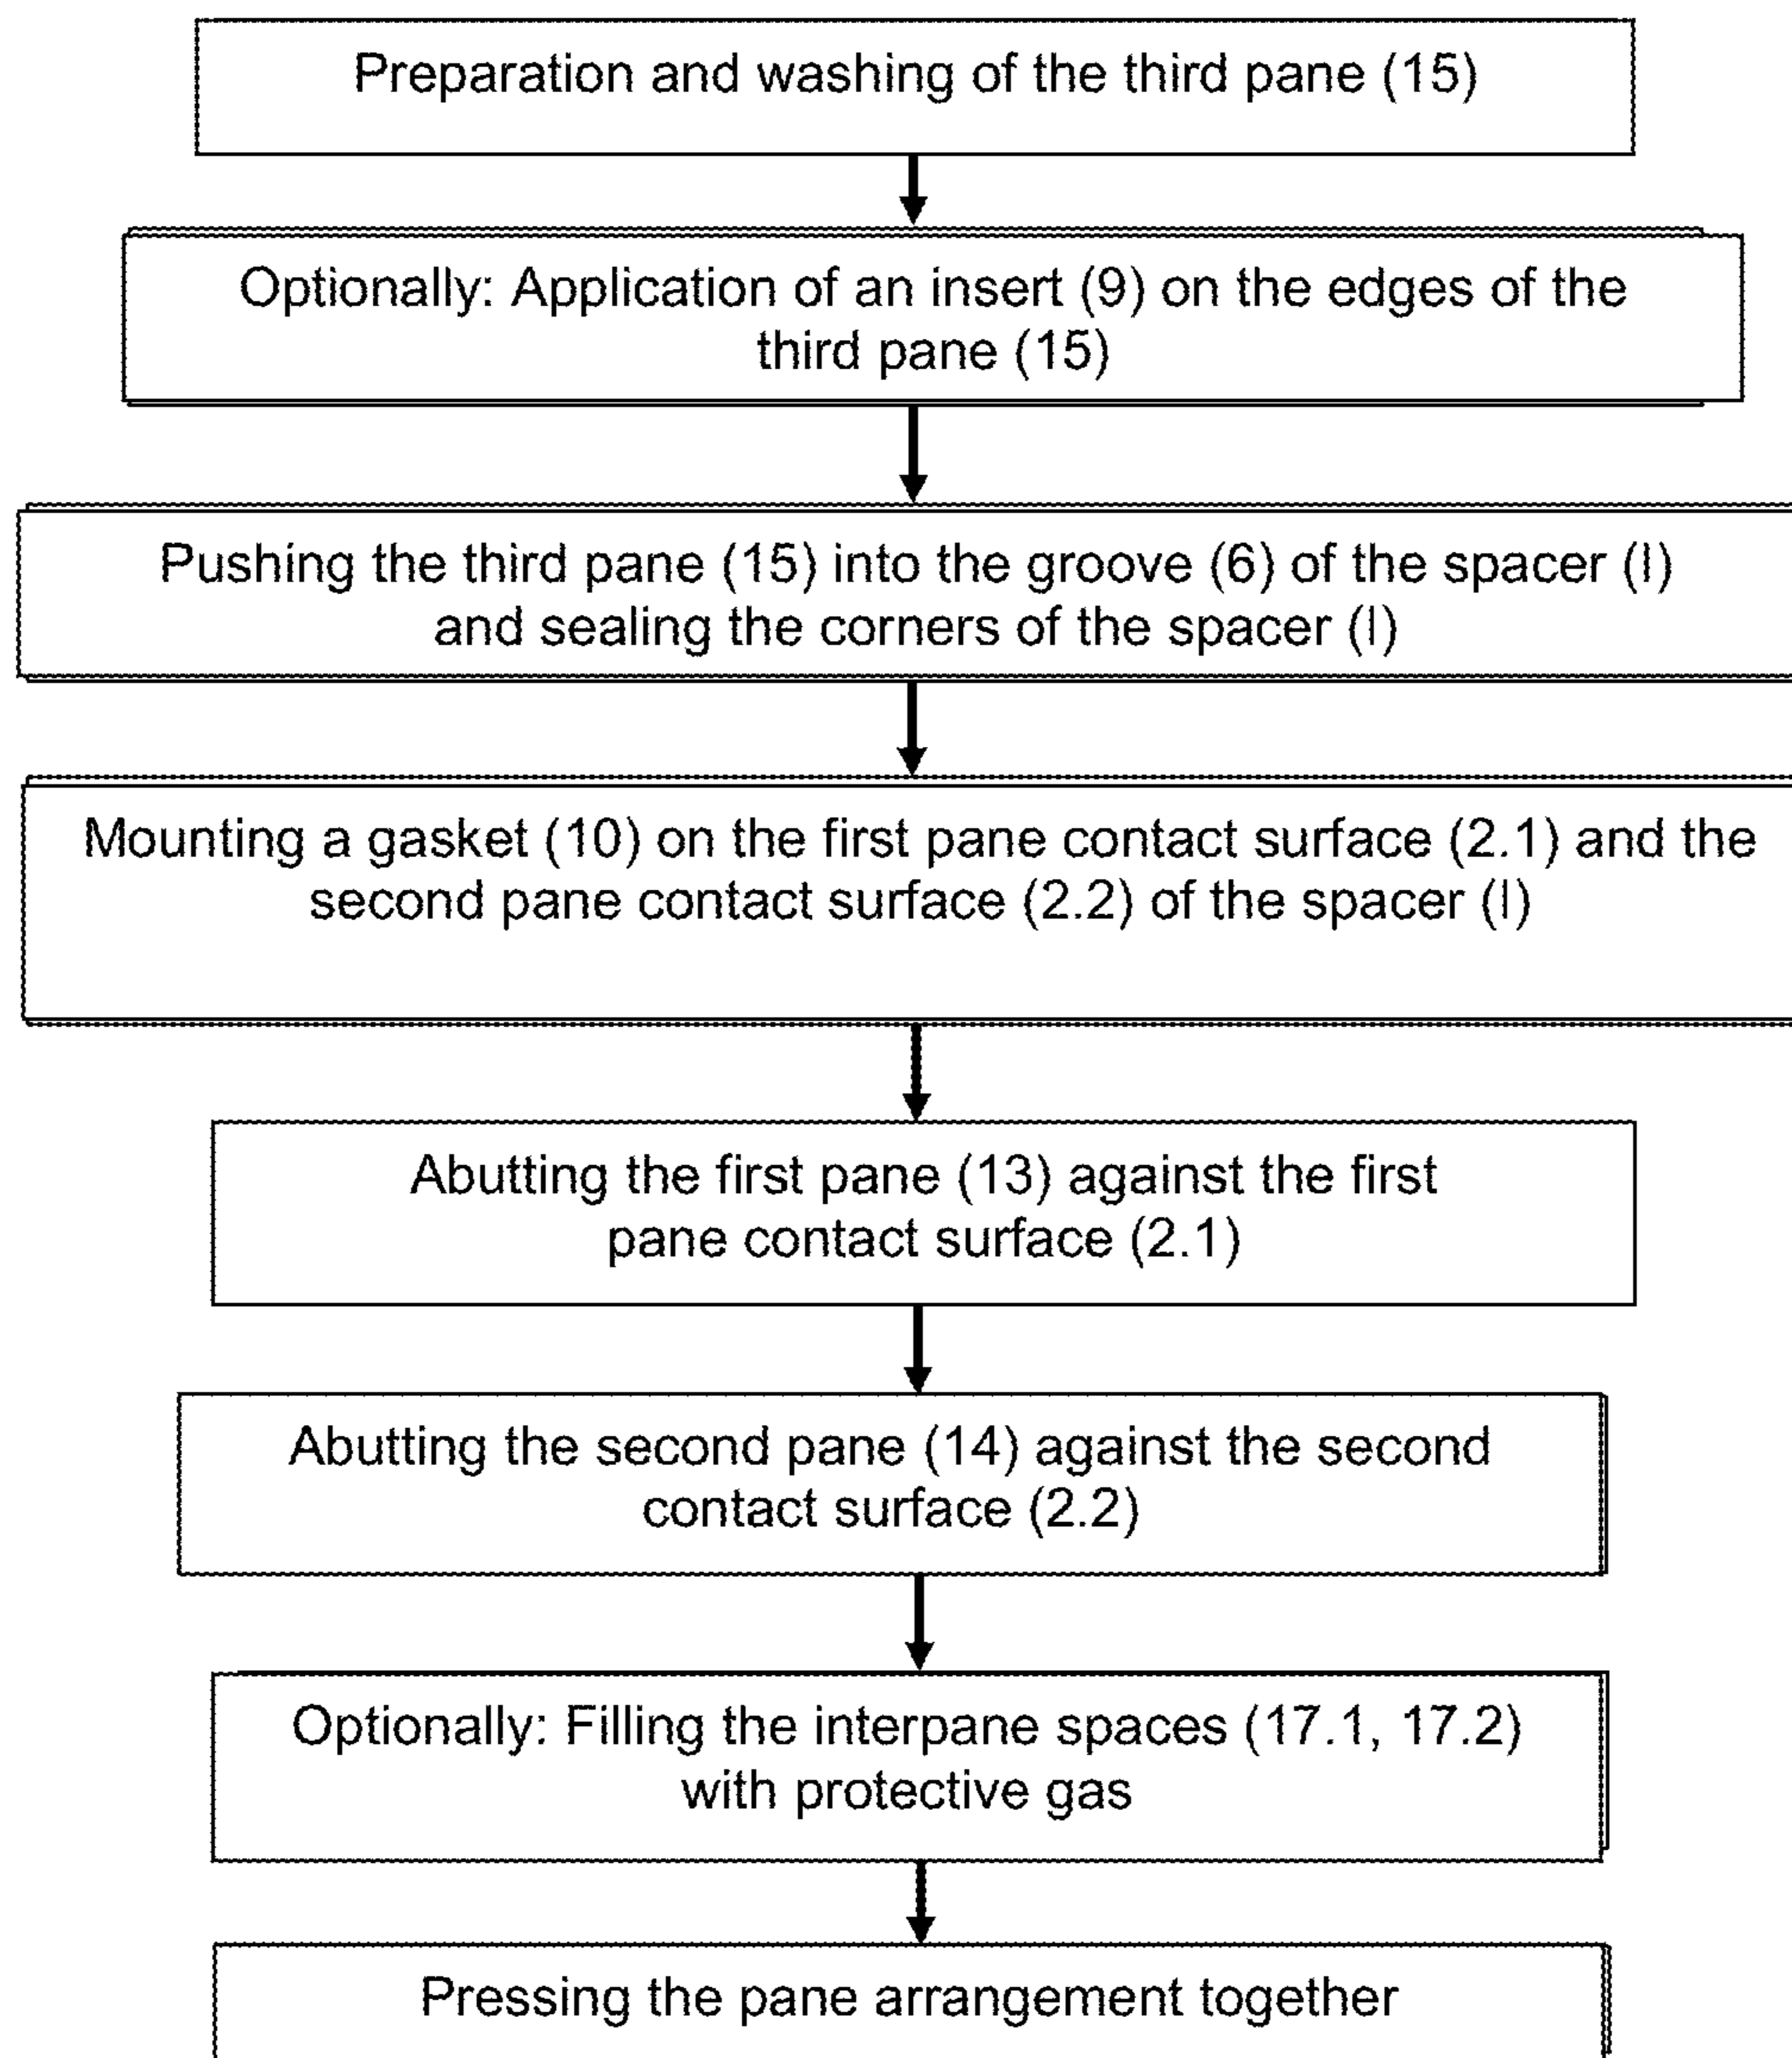 Preparation and washing of the third pane (15)
Optionally: Application of an insert (9) on the edges of the
third pane (15)
Pushing the third pane (15) into the groove (6) of the spacer (I)
and sealing the corners of the spacer (I)
Mounting a gasket (10) on the first pane contact surface (2.1) and the
second pane contact surface (2.2) of the spacer (I)
Abutting the first pane (13) against the first
pane contact surface (2.1)
Abutting the second pane (14) against the second
contact surface (2.2)
Optionally: Filling the interpane spaces (17.1, 17.2)
with protective gas
Pressing the pane arrangement together